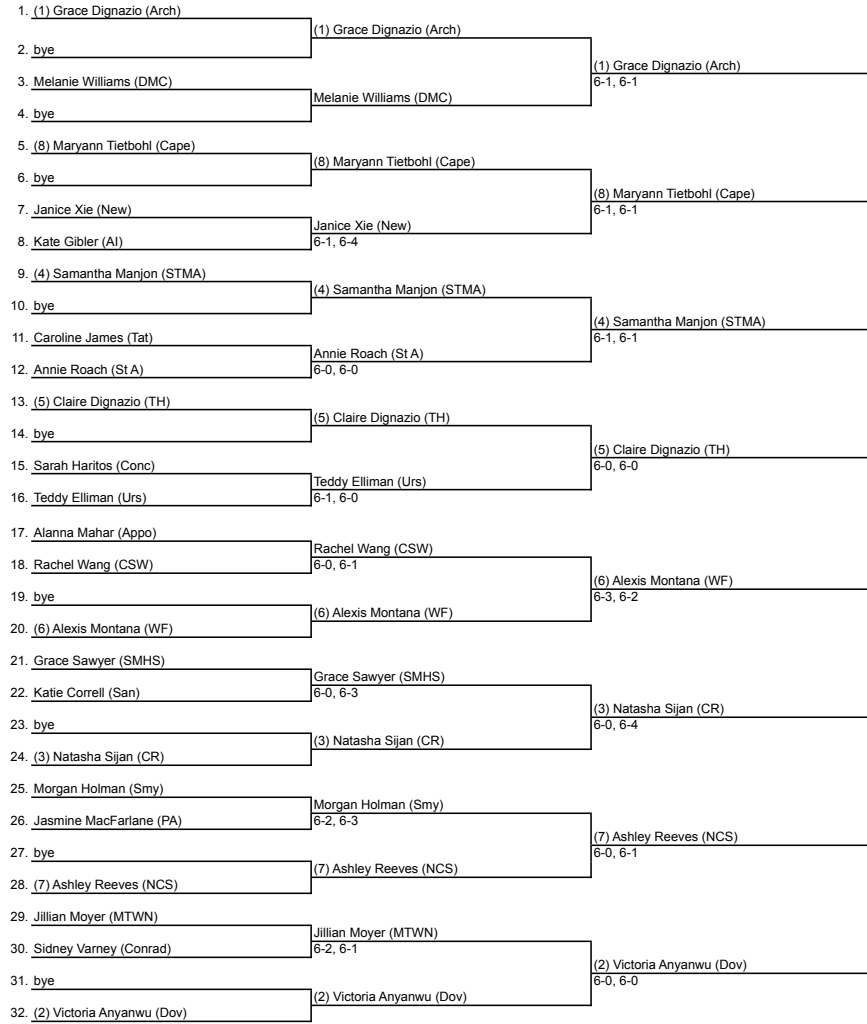 1. (1) Grace Dignazio (Arch)
2. bye
3. Melanie Williams (DMC)
4. bye
5. (8) Maryann Tietbohl (Cape)
6. bye
7. Janice Xie (New)
8. Kate Gibler (AI)
9. (4) Samantha Manjon (STMA)
10. bye
11. Caroline James (Tat)
12. Annie Roach (St A)
13. (5) Claire Dignazio (TH)
14. bye
15. Sarah Haritos (Conc)
16. Teddy Elliman (Urs)
17. Alanna Mahar (Appo)
18. Rachel Wang (CSW)
19. bye
20. (6) Alexis Montana (WF)
21. Grace Sawyer (SMHS)
22. Katie Correll (San)
23. bye
24. (3) Natasha Sijan (CR)
25. Morgan Holman (Smy)
26. Jasmine MacFarlane (PA)
27. bye
28. (7) Ashley Reeves (NCS)
29. Jillian Moyer (MTWN)
30. Sidney Varney (Conrad)
31. bye
32. (2) Victoria Anyanwu (Dov)
(1) Grace Dignazio (Arch)
Melanie Williams (DMC)
(8) Maryann Tietbohl (Cape)
Janice Xie (New)
6-1, 6-4
(4) Samantha Manjon (STMA)
Annie Roach (St A)
6-0, 6-0
(5) Claire Dignazio (TH)
Teddy Elliman (Urs)
6-1, 6-0
Rachel Wang (CSW)
6-0, 6-1
(6) Alexis Montana (WF)
Grace Sawyer (SMHS)
6-0, 6-3
(3) Natasha Sijan (CR)
Morgan Holman (Smy)
6-2, 6-3
(7) Ashley Reeves (NCS)
Jillian Moyer (MTWN)
6-2, 6-1
(2) Victoria Anyanwu (Dov)
(1) Grace Dignazio (Arch)
6-1, 6-1
(8) Maryann Tietbohl (Cape)
6-1, 6-1
(4) Samantha Manjon (STMA)
6-1, 6-1
(5) Claire Dignazio (TH)
6-0, 6-0
(6) Alexis Montana (WF)
6-3, 6-2
(3) Natasha Sijan (CR)
6-0, 6-4
(7) Ashley Reeves (NCS)
6-0, 6-1
(2) Victoria Anyanwu (Dov)
6-0, 6-0